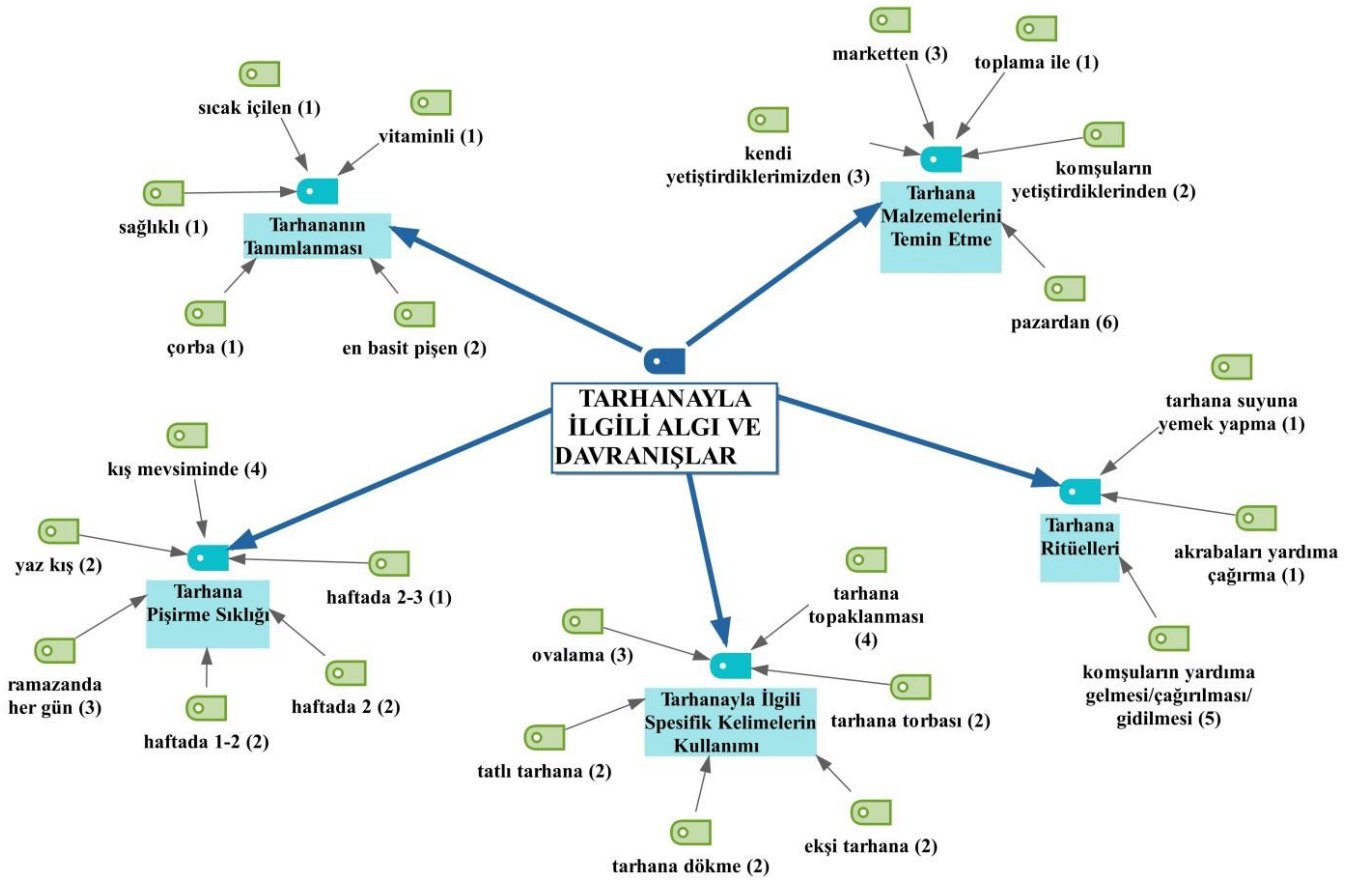 sıcak içilen (1)
vitaminli (1)
sağlıklı (1)
Tarhananın
Tanımlanması
çorba (1)
en basit pişen (2)
marketten (3)
toplama ile (1)
kendi
yetiştirdiklerimizden (3)
komşuların
yetiştirdiklerinden (2)
Tarhana
Malzemelerini
Temin Etme
pazardan (6)
TARHANAYLA
İLGİLİ ALGI VE
DAVRANIŞLAR
kış mevsiminde (4)
yaz kış (2)
haftada 2-3 (1)
Tarhana
Pişirme Sıklığı
ramazanda
her gün (3)
haftada 1-2 (2)
haftada 2 (2)
tarhana
topaklanması
(4)
ovalama (3)
tarhana torbası (2)
Tarhanayla İlgili
Spesifik Kelimelerin
Kullanımı
tatlı tarhana (2)
tarhana dökme (2)
ekşi tarhana (2)
tarhana suyuna
yemek yapma (1)
Tarhana
Ritüelleri
akrabaları yardıma
çağırma (1)
komşuların yardıma
gelmesi/çağırılması/
gidilmesi (5)